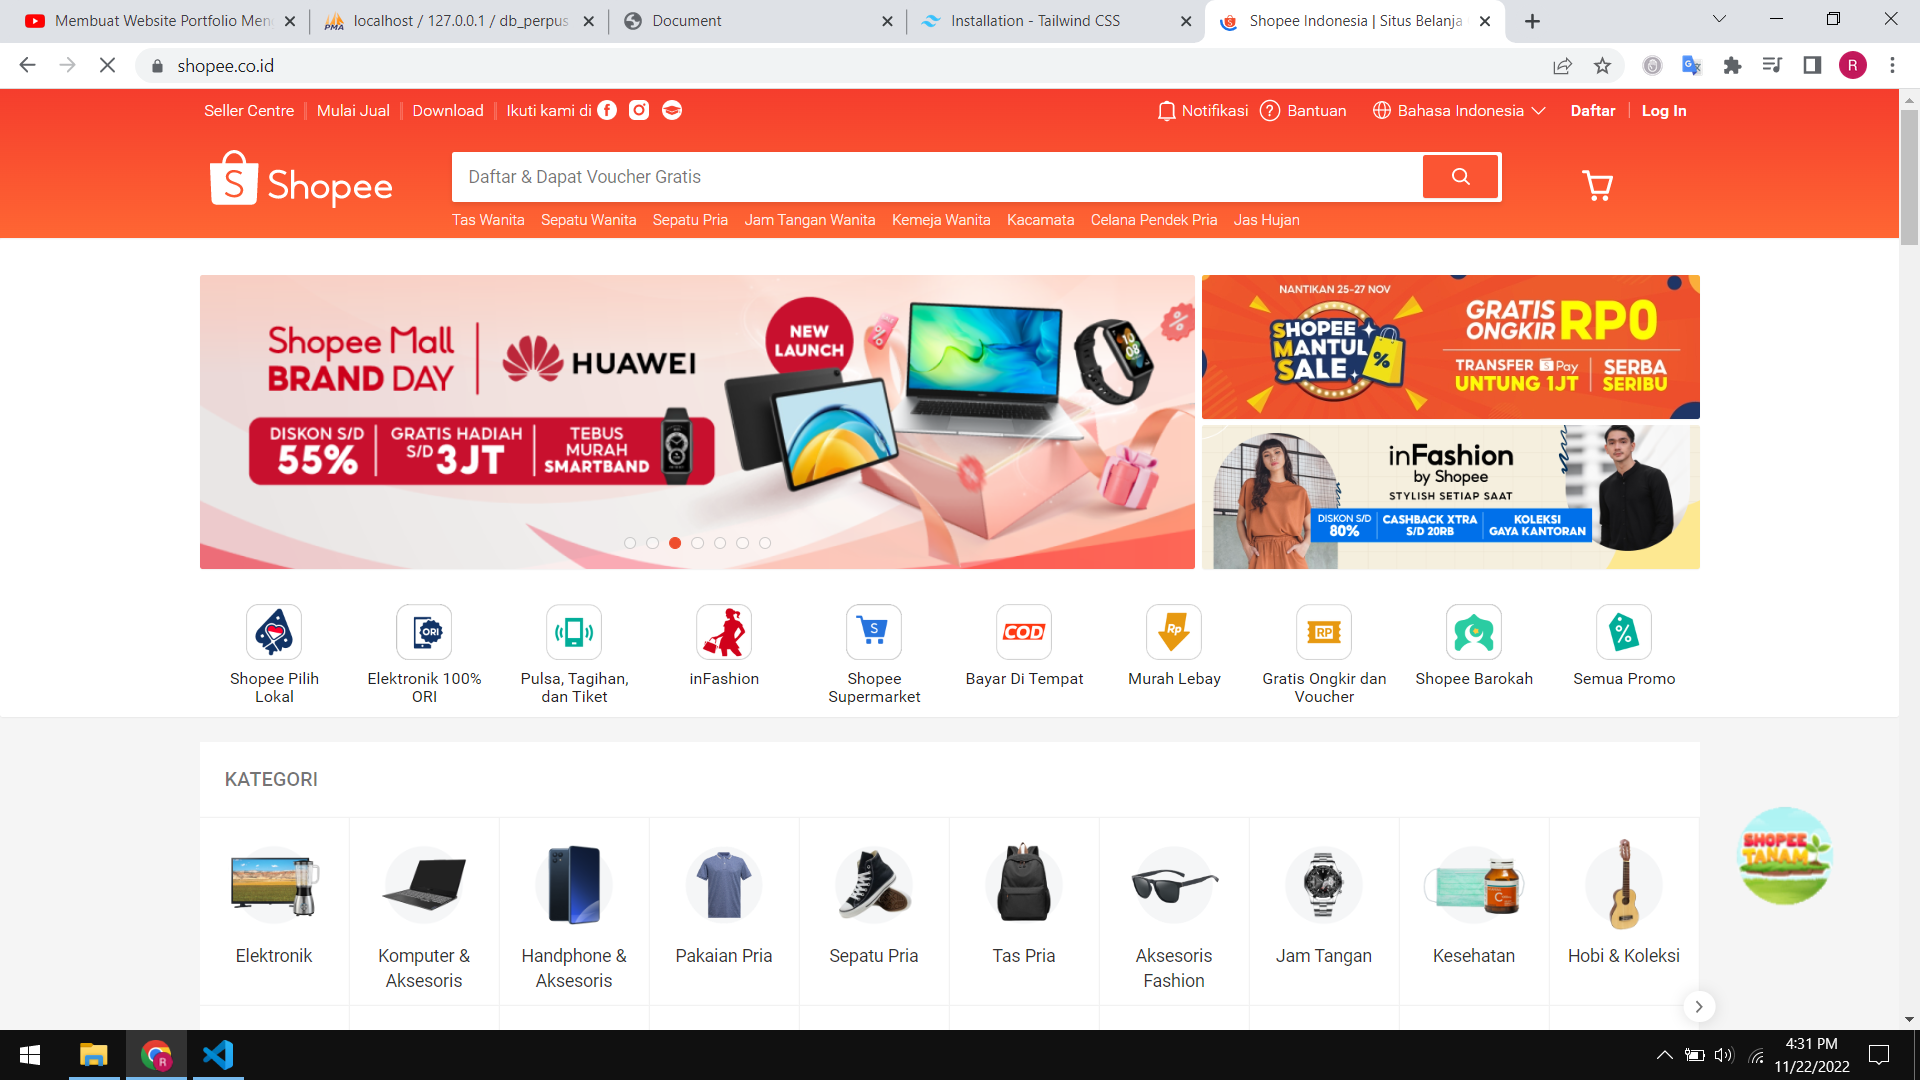 Membuat Website Portfolio Men
localhost / 127.0.0.1 / db_perpus
Document
Installation - Tailwind CSS
Shopee Indonesia | Situs Belanja
shopee.co.id
R
Seller Centre
Mulai Jual
Download
Ikuti kami di
Notifikasi
Bantuan
Bahasa Indonesia
Daftar
Log In
Shopee
Daftar & Dapat Voucher Gratis
Tas Wanita
Sepatu Wanita
Sepatu Pria
Jam Tangan Wanita
Kemeja Wanita
Kacamata
Celana Pendek Pria
Jas Hujan
Shopee Mall
BRAND DAY
HUAWEI
NEW
LAUNCH
DISKON S/D
55%
GRATIS HADIAH
S/D 3JT
TEBUS
MURAH
SMARTBAND
NANTIKAN 25-27 NOV
SHOPEE
MANTUL
SALE
GRATIS
ONGKIR RP0
TRANSFER S Pay
UNTUNG 1JT
SERBA
SERIBU
inFashion
by Shopee
STYLISH SETIAP SAAT
DISKON S/D
80%
CASHBACK XTRA
S/D 20RB
KOLEKSI
GAYA KANTORAN
ORI
S
COD
Rp
RP
Shopee Pilih
Lokal
Elektronik 100%
ORI
Pulsa, Tagihan,
dan Tiket
inFashion
Shopee
Supermarket
Bayar Di Tempat
Murah Lebay
Gratis Ongkir dan
Voucher
Shopee Barokah
Semua Promo
KATEGORI
SHOPEE
TANAM
Elektronik
Komputer &
Aksesoris
Handphone &
Aksesoris
Pakaian Pria
Sepatu Pria
Tas Pria
Aksesoris
Fashion
Jam Tangan
Kesehatan
Hobi & Koleksi
4:31 PM
11/22/2022